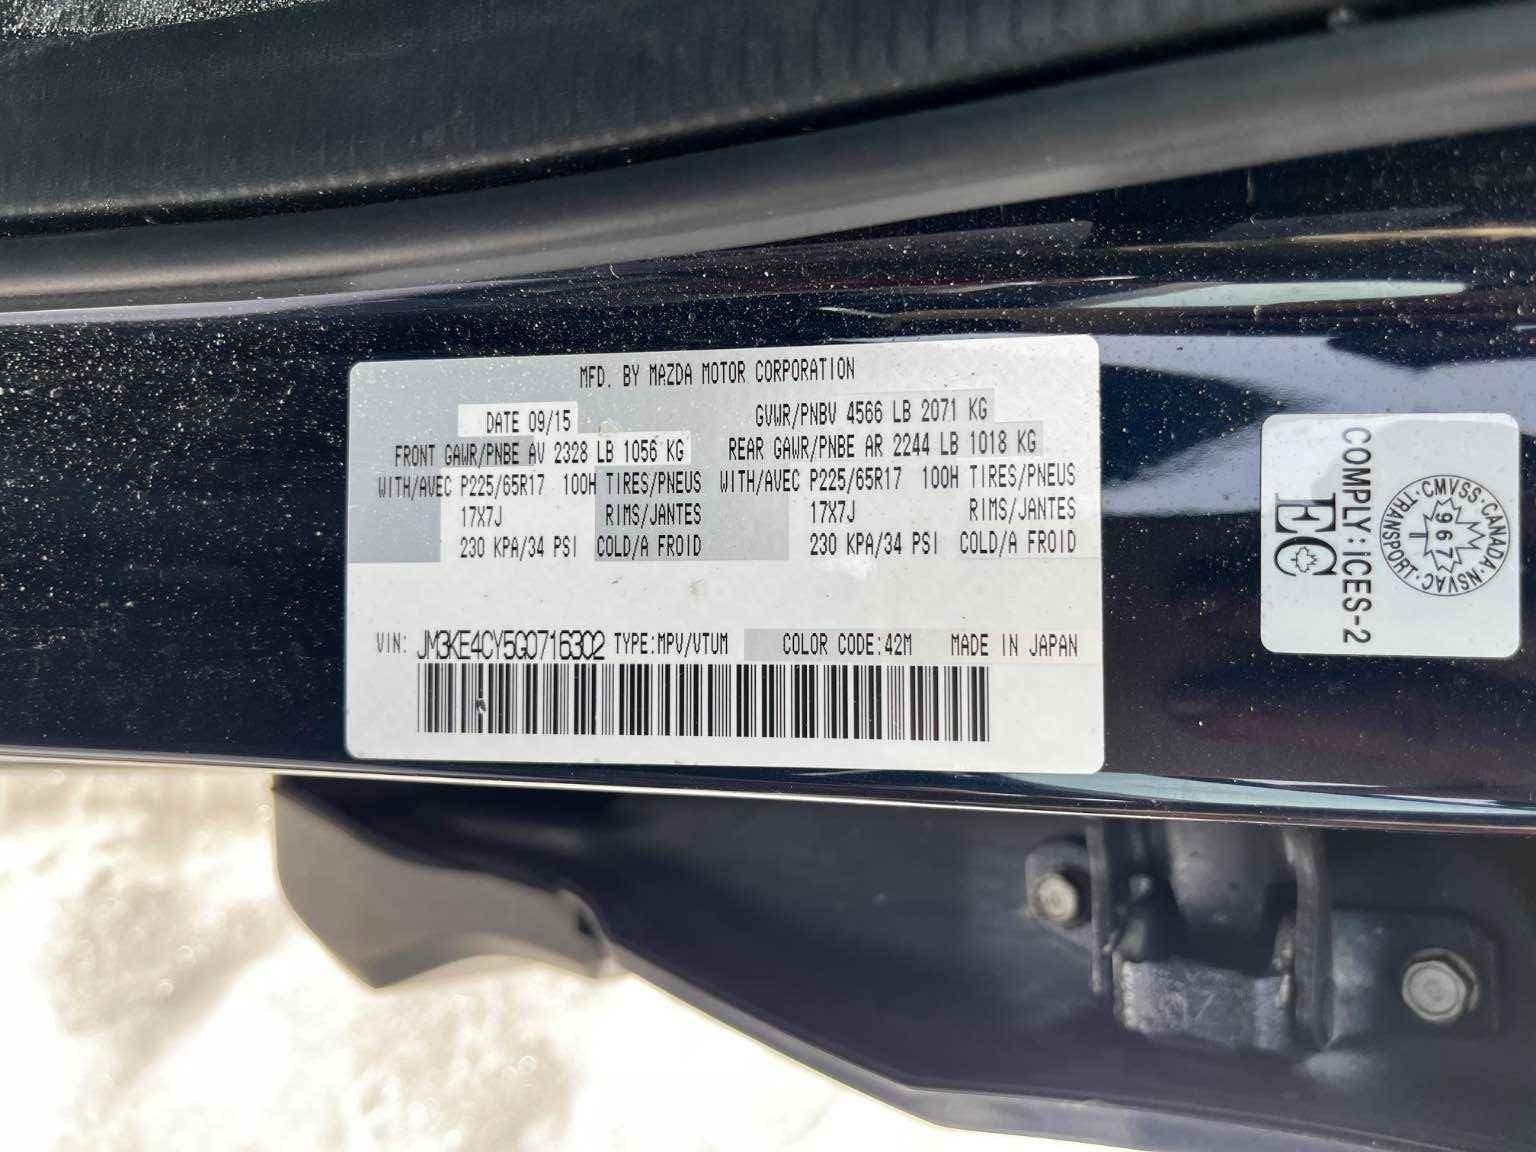 MFD. BY MAZDA MOTOR CORPORATION
DATE 09/15 GVWR/PNBV 4566 LB 2071 KG
FRONT GAWR/PNBE AV 2328 LB 1056 KG REAR GAWR/PNBE AR 2244 LB 1018 KG
WITH/AVEC P225/65R17 100H TIRES/PNEUS WITH/AVEC P225/65R17 100H TIRES/PNEUS
17X7J RIMS/JANTES 17X7J RIMS/JANTES
230 KPA/34 PSI COLD/A FROID 230 KPA/34 PSI COLD/A FROID
VIN: JM3KE4CY5G0716302 TYPE:MPV/VTUM COLOR CODE:42M MADE IN JAPAN
COMPLY:iCES-2
EC
CMVSS·CANADA·NSVAC·TRANSPORT·
967
1